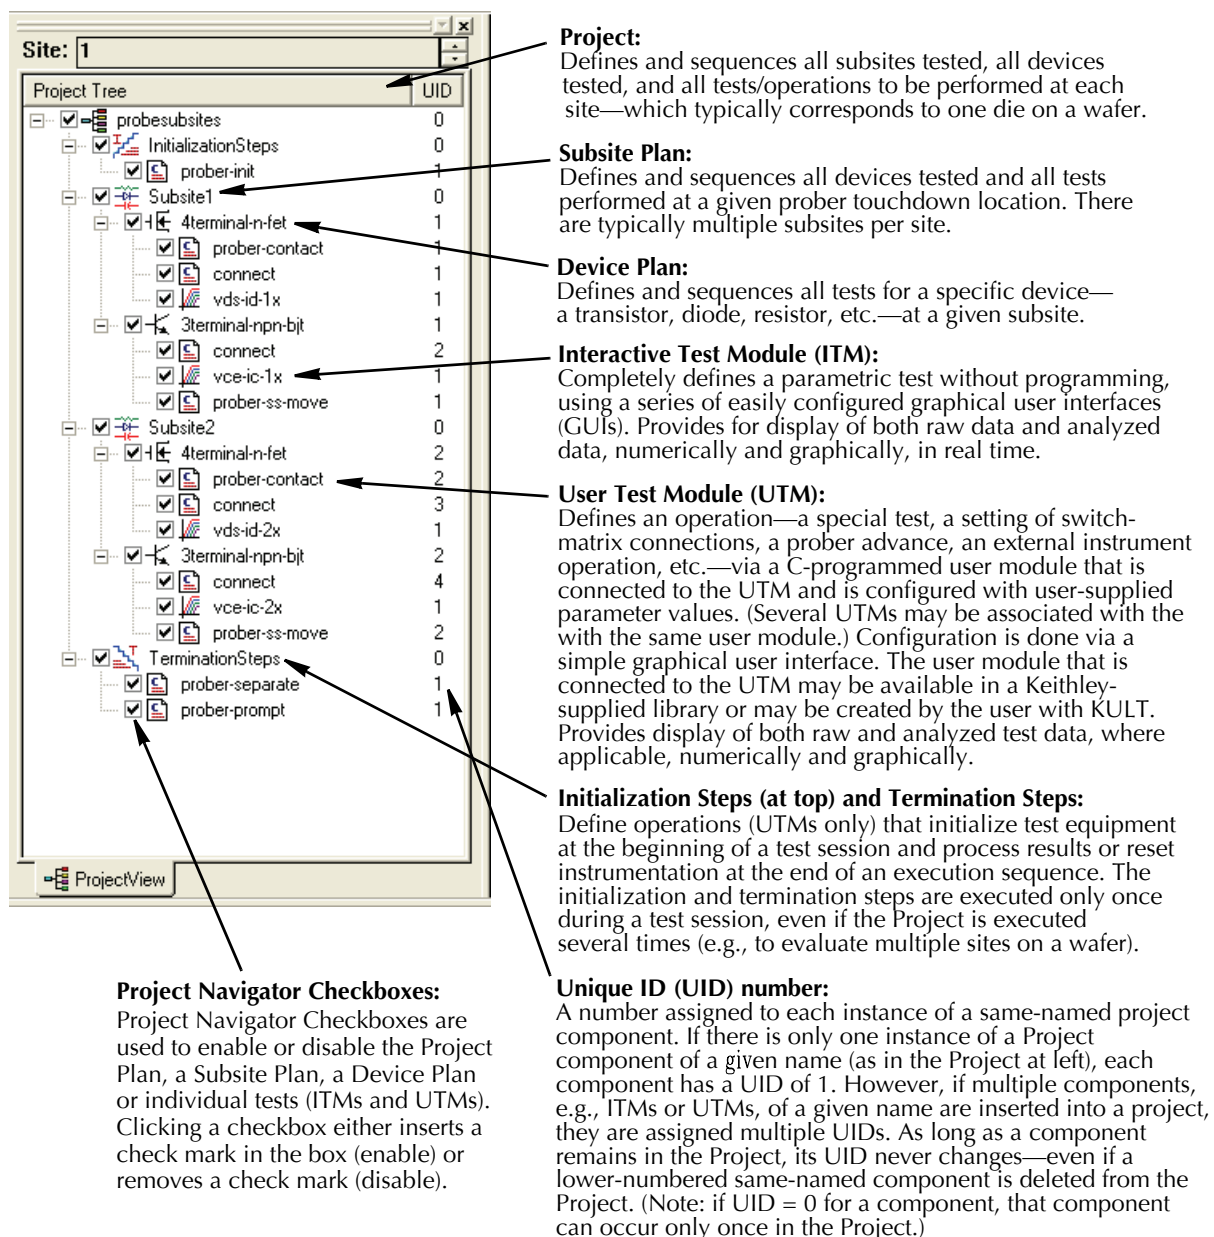 Site: 1
Project Tree UID
probesubsites 0
InitializationSteps 0
prober-init 1
Subsite1 0
4terminal-n-fet 1
prober-contact 1
connect 1
vds-id-1x 1
3terminal-npn-bjt 1
connect 2
vce-ic-1x 1
prober-ss-move 1
Subsite2 0
4terminal-n-fet 2
prober-contact 2
connect 3
vds-id-2x 1
3terminal-npn-bjt 2
connect 4
vce-ic-2x 1
prober-ss-move 2
TerminationSteps 0
prober-separate 1
prober-prompt 1
ProjectView
Project:
Defines and sequences all subsites tested, all devices
tested, and all tests/operations to be performed at each
site—which typically corresponds to one die on a wafer.
Subsite Plan:
Defines and sequences all devices tested and all tests
performed at a given prober touchdown location. There
are typically multiple subsites per site.
Device Plan:
Defines and sequences all tests for a specific device—
a transistor, diode, resistor, etc.—at a given subsite.
Interactive Test Module (ITM):
Completely defines a parametric test without programming,
using a series of easily configured graphical user interfaces
(GUIs). Provides for display of both raw data and analyzed
data, numerically and graphically, in real time.
User Test Module (UTM):
Defines an operation—a special test, a setting of switch-
matrix connections, a prober advance, an external instrument
operation, etc.—via a C-programmed user module that is
connected to the UTM and is configured with user-supplied
parameter values. (Several UTMs may be associated with the
with the same user module.) Configuration is done via a
simple graphical user interface. The user module that is
connected to the UTM may be available in a Keithley-
supplied library or may be created by the user with KULT.
Provides display of both raw and analyzed test data, where
applicable, numerically and graphically.
Initialization Steps (at top) and Termination Steps:
Define operations (UTMs only) that initialize test equipment
at the beginning of a test session and process results or reset
instrumentation at the end of an execution sequence. The
initialization and termination steps are executed only once
during a test session, even if the Project is executed
several times (e.g., to evaluate multiple sites on a wafer).
Unique ID (UID) number:
A number assigned to each instance of a same-named project
component. If there is only one instance of a Project
component of a given name (as in the Project at left), each
component has a UID of 1. However, if multiple components,
e.g., ITMs or UTMs, of a given name are inserted into a project,
they are assigned multiple UIDs. As long as a component
remains in the Project, its UID never changes—even if a
lower-numbered same-named component is deleted from the
Project. (Note: if UID = 0 for a component, that component
can occur only once in the Project.)
Project Navigator Checkboxes:
Project Navigator Checkboxes are
used to enable or disable the Project
Plan, a Subsite Plan, a Device Plan
or individual tests (ITMs and UTMs).
Clicking a checkbox either inserts a
check mark in the box (enable) or
removes a check mark (disable).